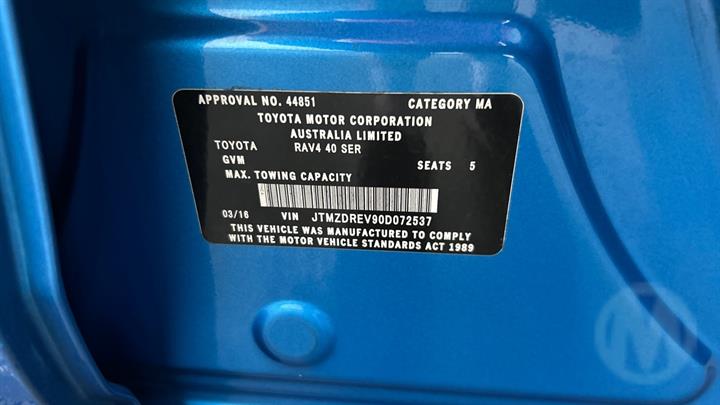 APPROVAL NO. 44851 CATEGORY MA
TOYOTA MOTOR CORPORATION
AUSTRALIA LIMITED
TOYOTA RAV4 40 SER
GVM SEATS 5
MAX. TOWING CAPACITY
03/16 VIN JTMZDREV90D072537
THIS VEHICLE WAS MANUFACTURED TO COMPLY
WITH THE MOTOR VEHICLE STANDARDS ACT 1989
M